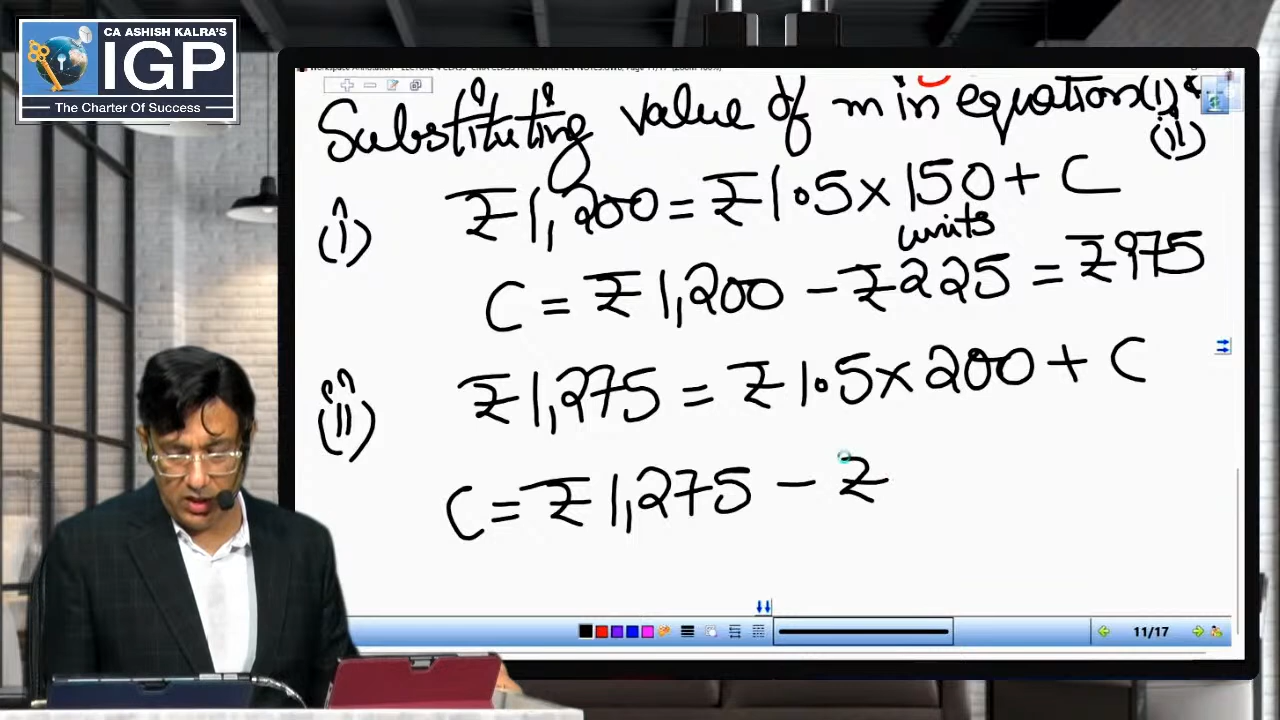 CA ASHISH KALRA'S
IGP
The Charter Of Success
Substituting value of m in equation (i) &
(ii)
(i) ₹1,200 = ₹1.5 × 150 + C
units
C = ₹1,200 − ₹225 = ₹975
(ii) ₹1,275 = ₹1.5 × 200 + C
C = ₹1,275 − ₹
11/17